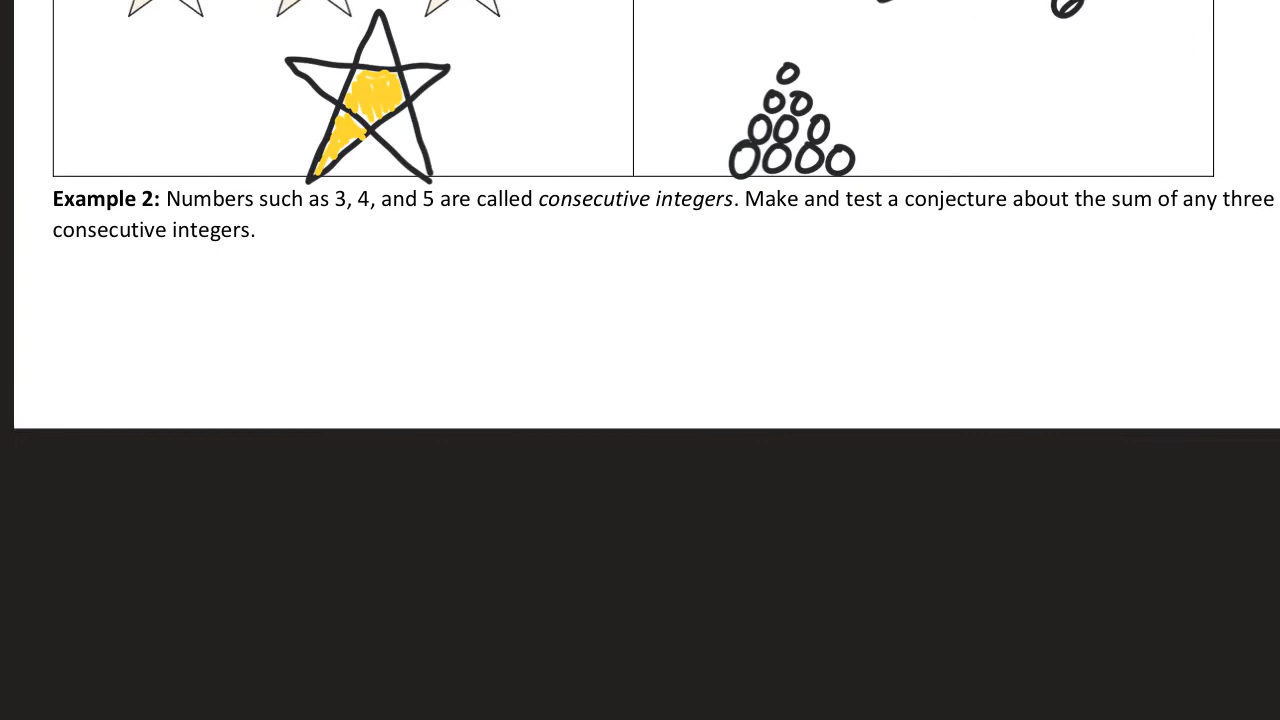 Example 2: Numbers such as 3, 4, and 5 are called consecutive integers. Make and test a conjecture about the sum of any three
consecutive integers.